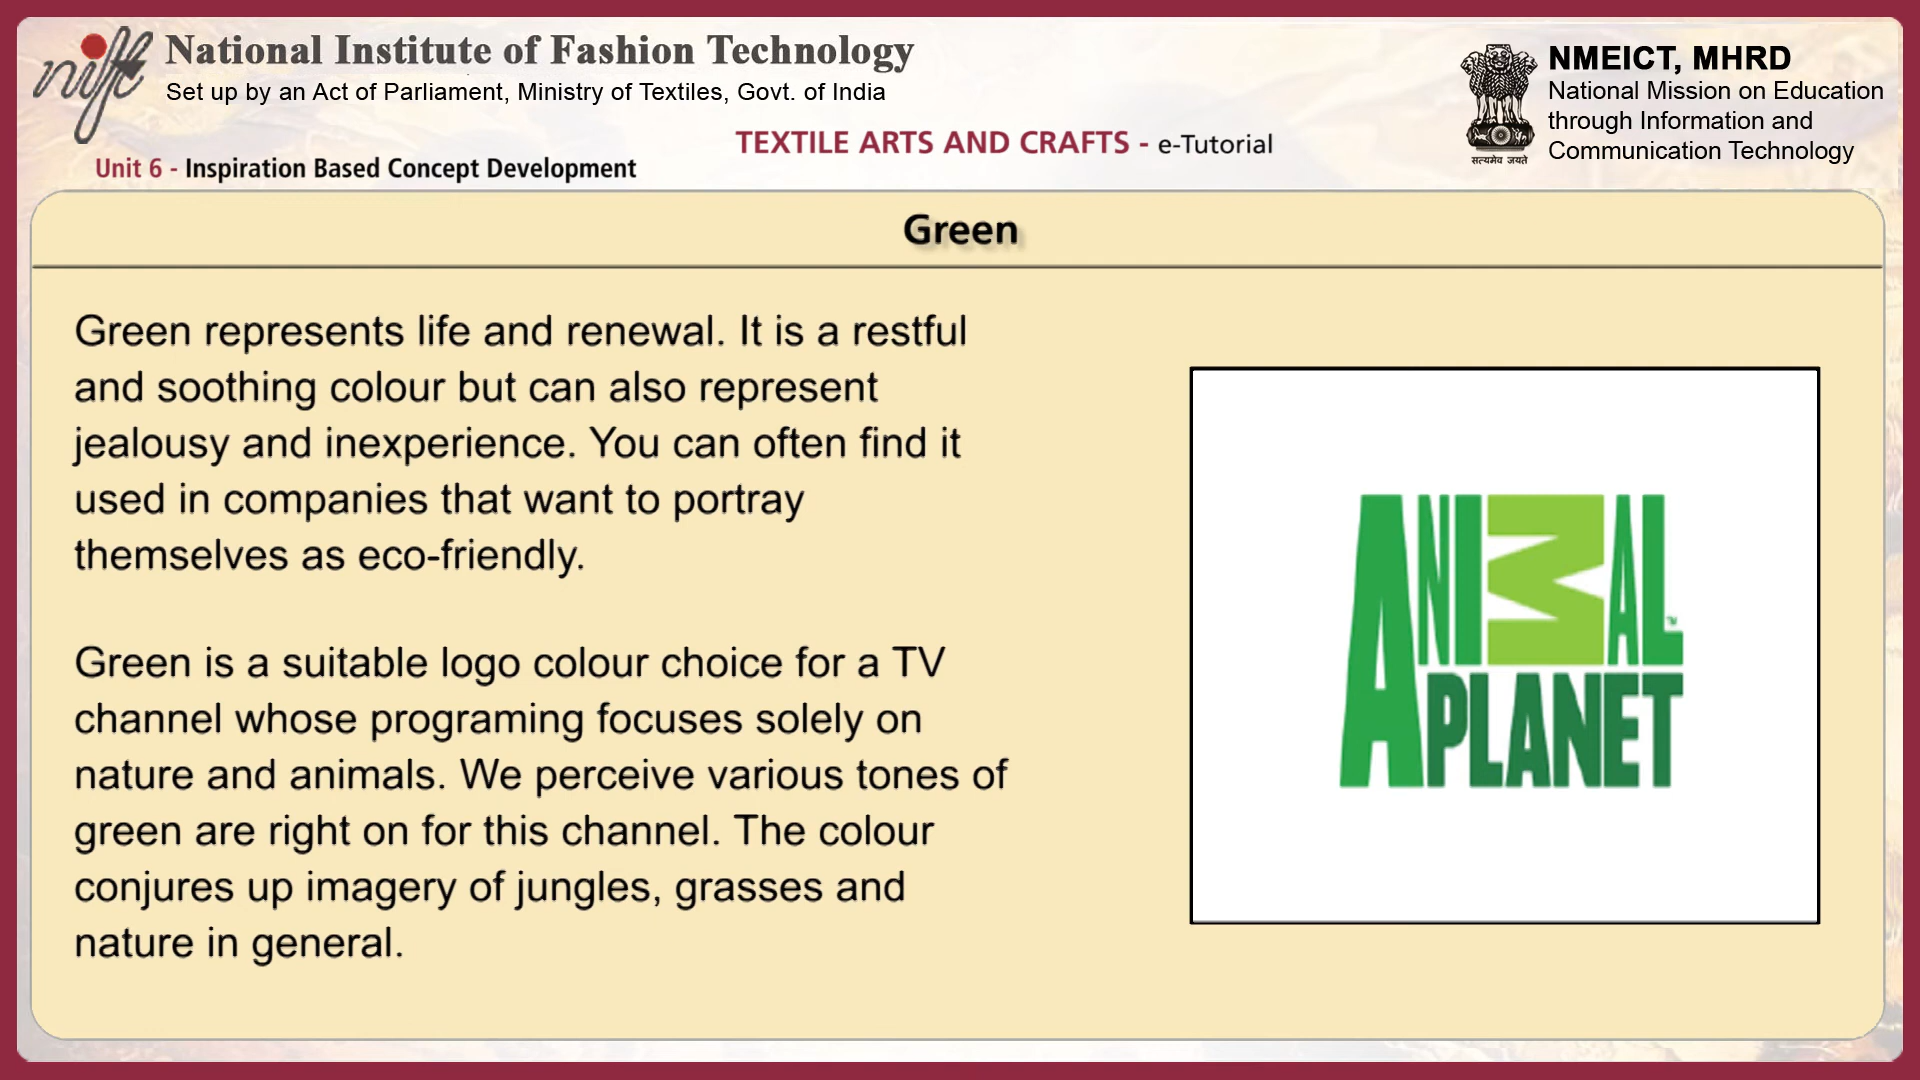 nift
National Institute of Fashion Technology
Set up by an Act of Parliament, Ministry of Textiles, Govt. of India
NMEICT, MHRD
National Mission on Education
through Information and
Communication Technology
सत्यमेव जयते
TEXTILE ARTS AND CRAFTS - e-Tutorial
Unit 6 - Inspiration Based Concept Development
Green
Green represents life and renewal. It is a restful
and soothing colour but can also represent
jealousy and inexperience. You can often find it
used in companies that want to portray
themselves as eco-friendly.
Green is a suitable logo colour choice for a TV
channel whose programing focuses solely on
nature and animals. We perceive various tones of
green are right on for this channel. The colour
conjures up imagery of jungles, grasses and
nature in general.
ANIMAL
PLANET
TM